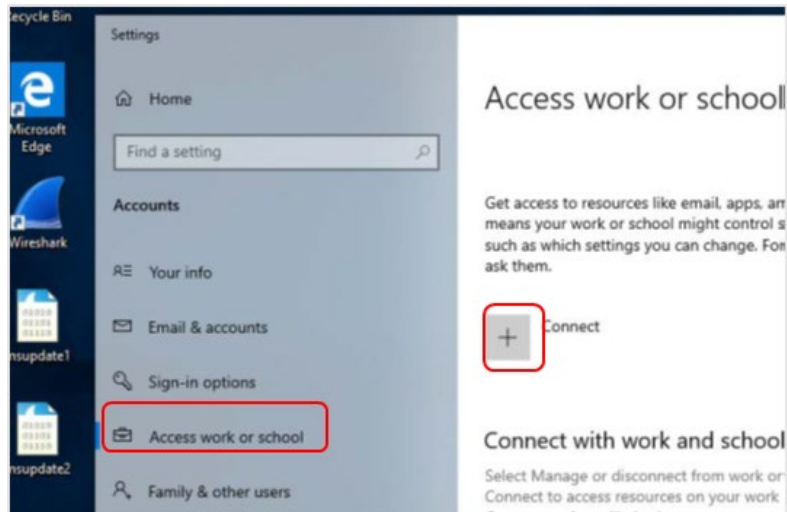 ecycle Bin
Microsoft
Edge
Wireshark
nsupdate1
nsupdate2
Settings
Home
Find a setting
Accounts
Your info
Email & accounts
Sign-in options
Access work or school
Family & other users
Access work or school
Get access to resources like email, apps, an
means your work or school might control s
such as which settings you can change. For
ask them.
Connect
Connect with work and school
Select Manage or disconnect from work or
Connect to access resources on your work